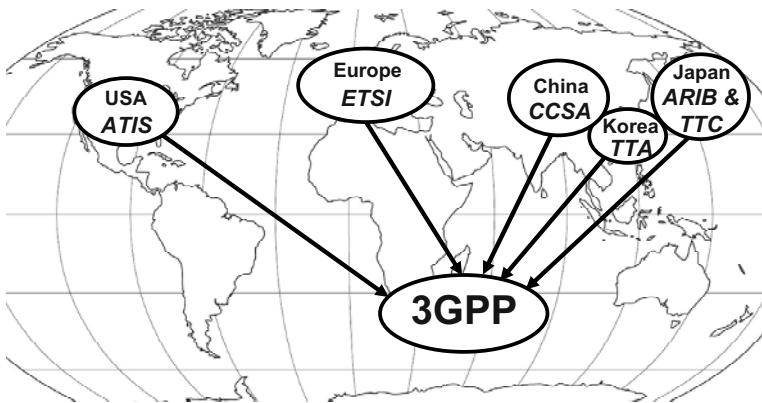 USA
ATIS
Europe
ETSI
China
CCSA
Korea
TTA
Japan
ARIB &
TTC
3GPP